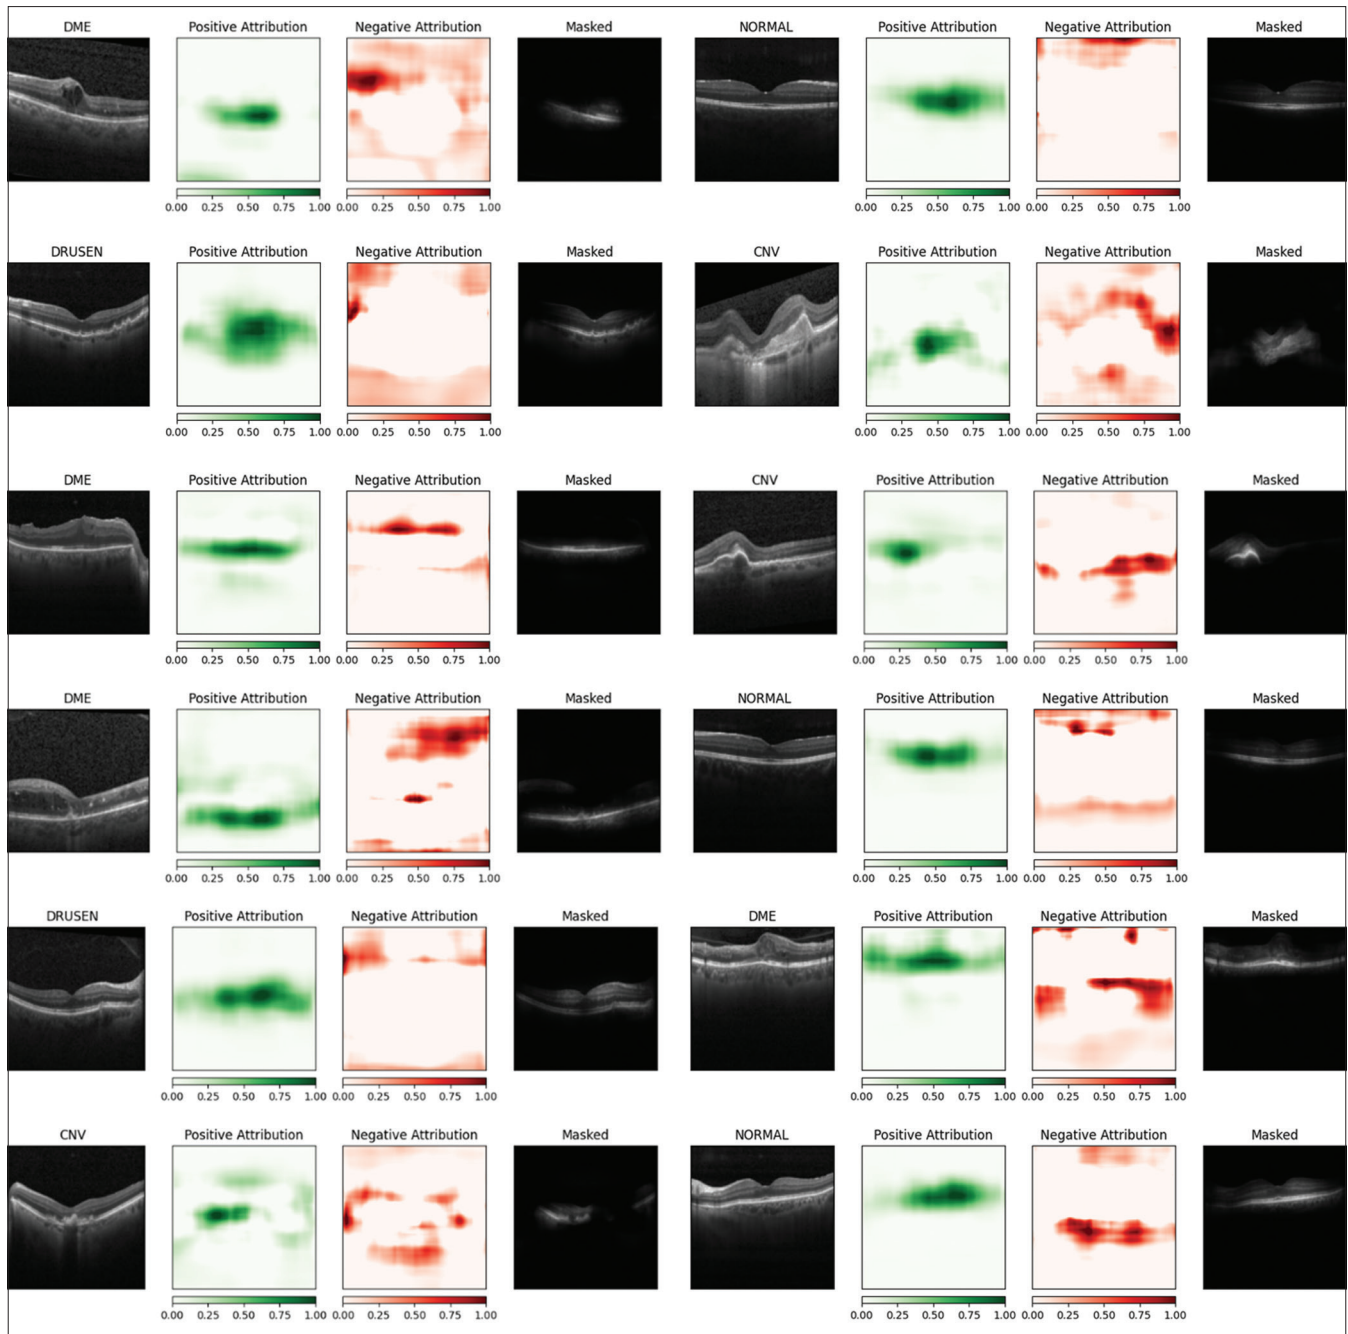 DME Positive Attribution Negative Attribution Masked NORMAL Positive Attribution Negative Attribution Masked
0.00 0.25 0.50 0.75 1.00 0.00 0.25 0.50 0.75 1.00 0.00 0.25 0.50 0.75 1.00 0.00 0.25 0.50 0.75 1.00
DRUSEN Positive Attribution Negative Attribution Masked CNV Positive Attribution Negative Attribution Masked
0.00 0.25 0.50 0.75 1.00 0.00 0.25 0.50 0.75 1.00 0.00 0.25 0.50 0.75 1.00 0.00 0.25 0.50 0.75 1.00
DME Positive Attribution Negative Attribution Masked CNV Positive Attribution Negative Attribution Masked
0.00 0.25 0.50 0.75 1.00 0.00 0.25 0.50 0.75 1.00 0.00 0.25 0.50 0.75 1.00 0.00 0.25 0.50 0.75 1.00
DME Positive Attribution Negative Attribution Masked NORMAL Positive Attribution Negative Attribution Masked
0.00 0.25 0.50 0.75 1.00 0.00 0.25 0.50 0.75 1.00 0.00 0.25 0.50 0.75 1.00 0.00 0.25 0.50 0.75 1.00
DRUSEN Positive Attribution Negative Attribution Masked DME Positive Attribution Negative Attribution Masked
0.00 0.25 0.50 0.75 1.00 0.00 0.25 0.50 0.75 1.00 0.00 0.25 0.50 0.75 1.00 0.00 0.25 0.50 0.75 1.00
CNV Positive Attribution Negative Attribution Masked NORMAL Positive Attribution Negative Attribution Masked
0.00 0.25 0.50 0.75 1.00 0.00 0.25 0.50 0.75 1.00 0.00 0.25 0.50 0.75 1.00 0.00 0.25 0.50 0.75 1.00